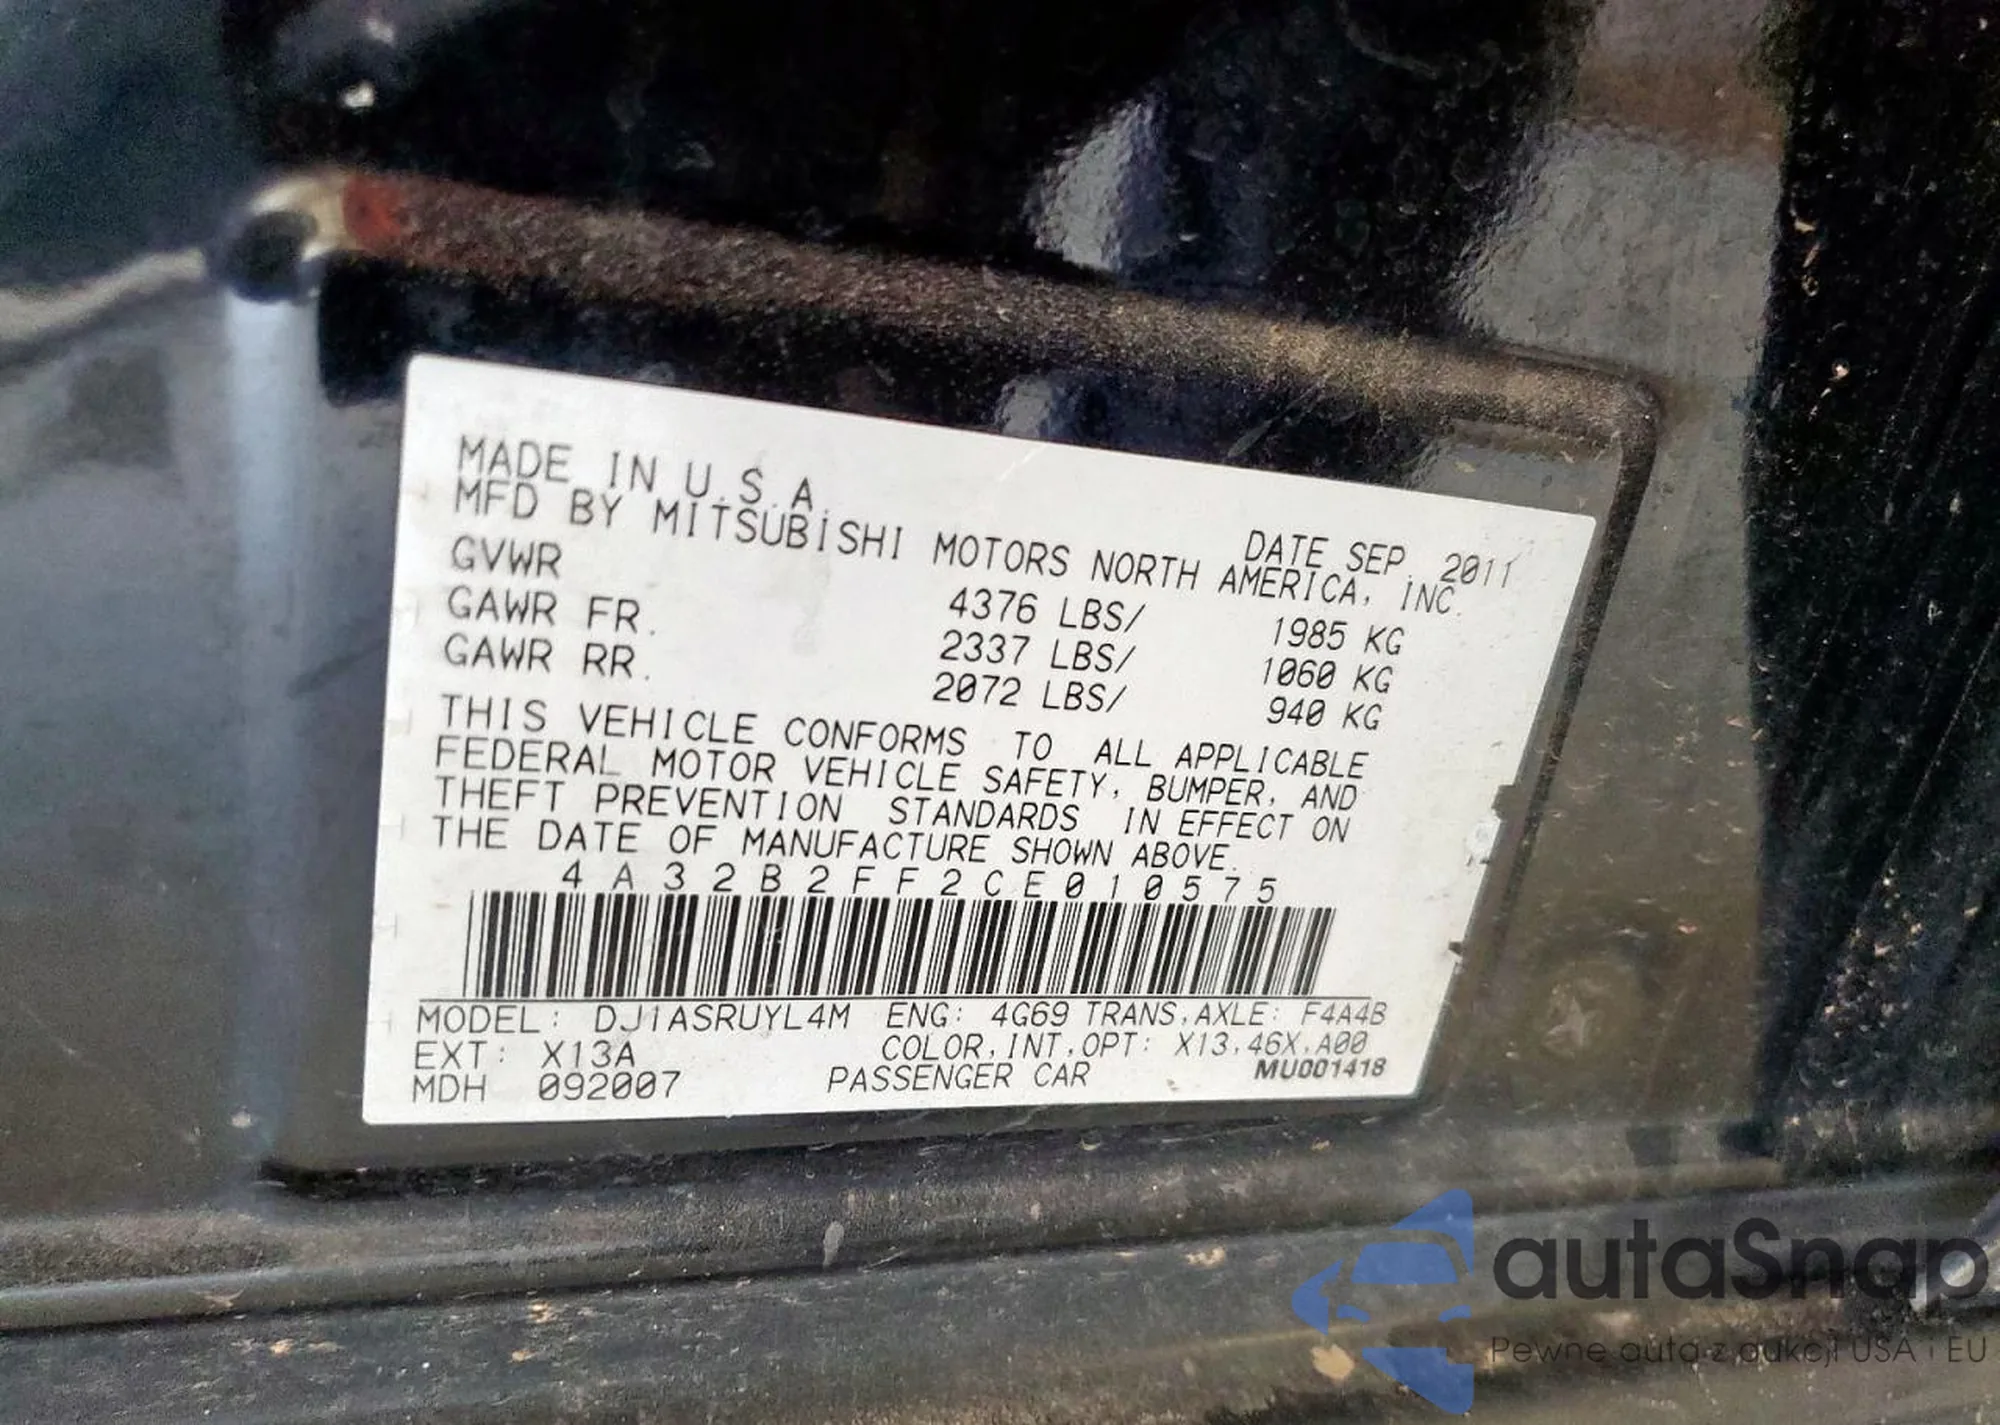 MADE IN U.S.A. DATE SEP. 2011
MFD BY MITSUBISHI MOTORS NORTH AMERICA, INC.
GVWR 4376 LBS/ 1985 KG
GAWR FR. 2337 LBS/ 1060 KG
GAWR RR. 2072 LBS/ 940 KG
THIS VEHICLE CONFORMS TO ALL APPLICABLE
FEDERAL MOTOR VEHICLE SAFETY, BUMPER, AND
THEFT PREVENTION STANDARDS IN EFFECT ON
THE DATE OF MANUFACTURE SHOWN ABOVE.
4A32B2FF2CE010575
MODEL: DJ1ASRUYL4M ENG: 4G69 TRANS.AXLE: F4A4B
EXT: X13A COLOR.INT.OPT: X13.46X.A00
MDH 092007 PASSENGER CAR MU001418
autaSnap
Pewne auta z aukcji USA i EU